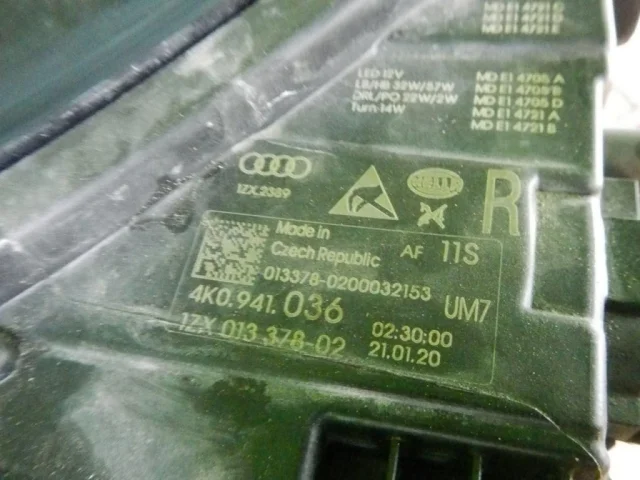 MD E1 4721 C
MD E1 4721 D
MD E1 4721 E
LED 12V
LB/HB 32W/57W
DRL/PO 22W/2W
Turn 14W
MD E1 4705 A
MD E1 4705 B
MD E1 4705 D
MD E1 4721 A
MD E1 4721 B
1ZX.2389
HELLA
R
Made in
Czech Republic
AF 11S
013378-0200032153
4K0.941.036 UM7
1ZX 013 378-02
02:30:00
21.01.20